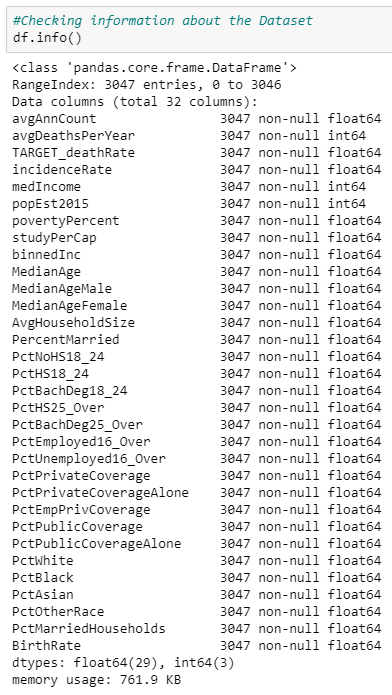 #Checking information about the Dataset
df.info()
<class 'pandas.core.frame.DataFrame'>
RangeIndex: 3047 entries, 0 to 3046
Data columns (total 32 columns):
avgAnnCount 3047 non-null float64
avgDeathsPerYear 3047 non-null int64
TARGET_deathRate 3047 non-null float64
incidenceRate 3047 non-null float64
medIncome 3047 non-null int64
popEst2015 3047 non-null int64
povertyPercent 3047 non-null float64
studyPerCap 3047 non-null float64
binnedInc 3047 non-null float64
MedianAge 3047 non-null float64
MedianAgeMale 3047 non-null float64
MedianAgeFemale 3047 non-null float64
AvgHouseholdSize 3047 non-null float64
PercentMarried 3047 non-null float64
PctNoHS18_24 3047 non-null float64
PctHS18_24 3047 non-null float64
PctBachDeg18_24 3047 non-null float64
PctHS25_Over 3047 non-null float64
PctBachDeg25_Over 3047 non-null float64
PctEmployed16_Over 3047 non-null float64
PctUnemployed16_Over 3047 non-null float64
PctPrivateCoverage 3047 non-null float64
PctPrivateCoverageAlone 3047 non-null float64
PctEmpPrivCoverage 3047 non-null float64
PctPublicCoverage 3047 non-null float64
PctPublicCoverageAlone 3047 non-null float64
PctWhite 3047 non-null float64
PctBlack 3047 non-null float64
PctAsian 3047 non-null float64
PctOtherRace 3047 non-null float64
PctMarriedHouseholds 3047 non-null float64
BirthRate 3047 non-null float64
dtypes: float64(29), int64(3)
memory usage: 761.9 KB